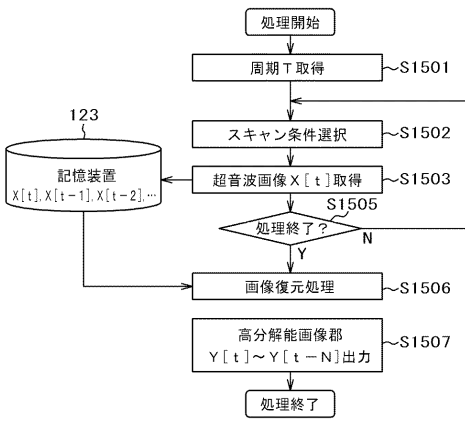 処理開始
周期T取得
S1501
スキャン条件選択
S1502
123
記憶装置
X[t],X[t-1],X[t-2],…
超音波画像X[t]取得
S1503
処理終了?
S1505
N
Y
画像復元処理
S1506
高分解能画像郡
Y[t]~Y[t-N]出力
S1507
処理終了